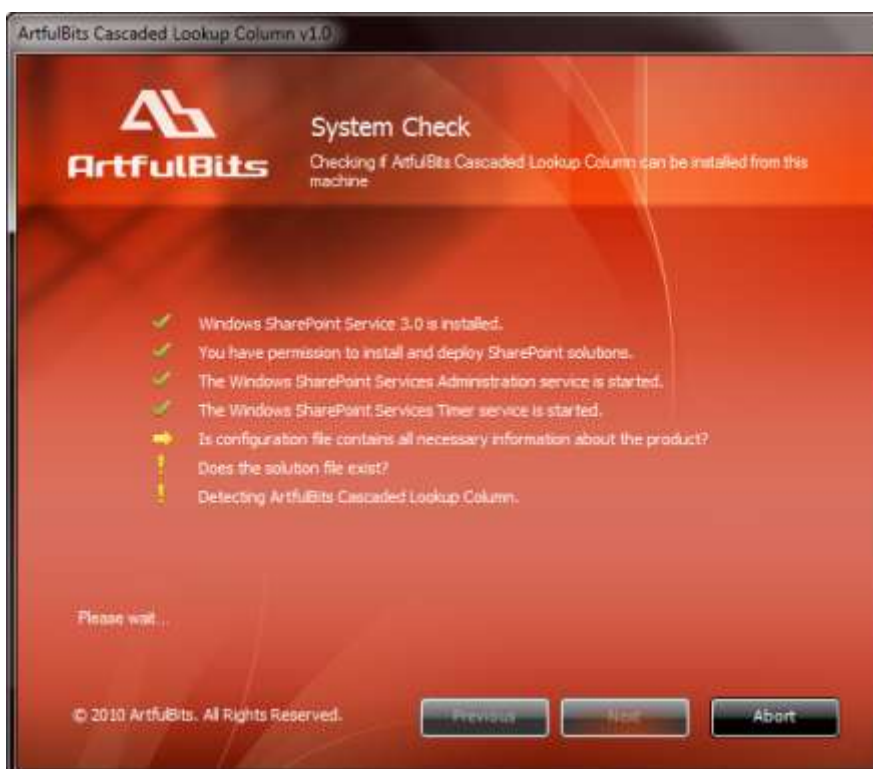 ArtfulBits Cascaded Lookup Column v1.0
ArtfulBits
System Check
Checking if ArtfulBits Cascaded Lookup Column can be installed from this
machine
Windows SharePoint Service 3.0 is installed.
You have permission to install and deploy SharePoint solutions.
The Windows SharePoint Services Administration service is started.
The Windows SharePoint Services Timer service is started.
Is configuration file contains all necessary information about the product?
Does the solution file exist?
Detecting ArtfulBits Cascaded Lookup Column.
Please wait...
© 2010 ArtfulBits. All Rights Reserved.
Previous
Next
Abort